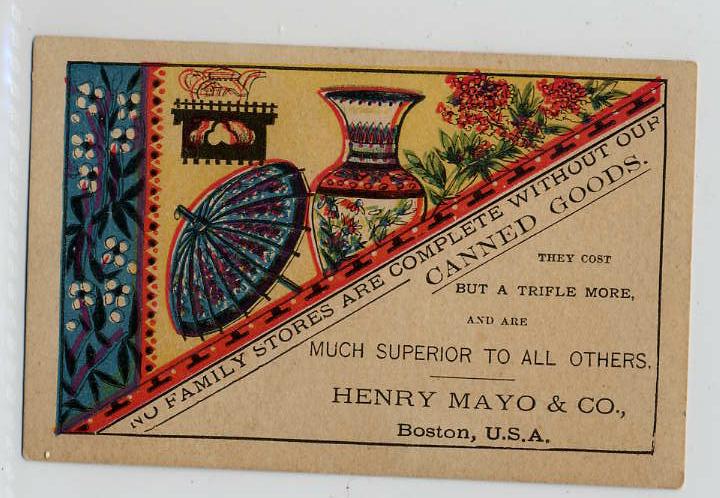 NO FAMILY STORES ARE COMPLETE WITHOUT OUR
CANNED GOODS.
THEY COST
BUT A TRIFLE MORE,
AND ARE
MUCH SUPERIOR TO ALL OTHERS.
HENRY MAYO & CO.,
Boston, U.S.A.